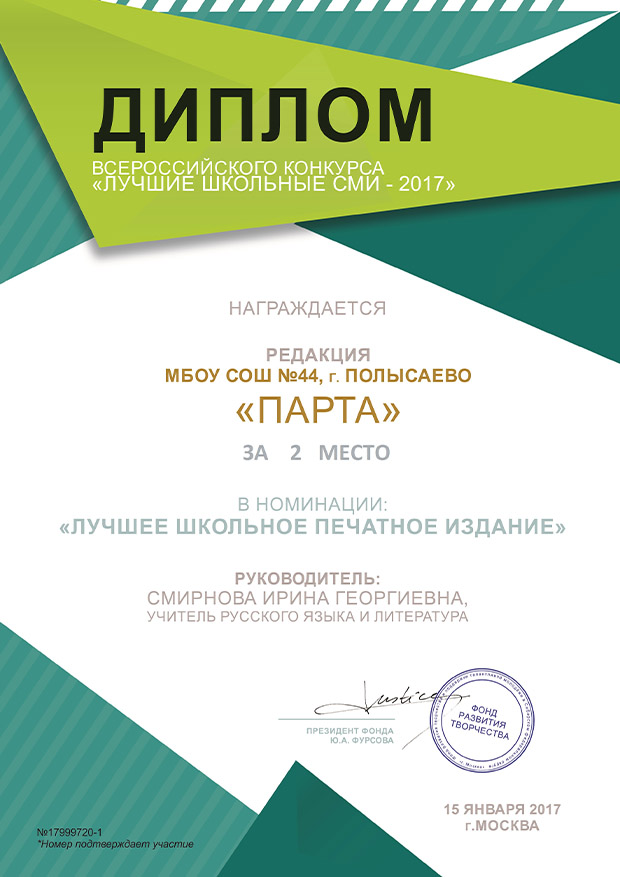 ДИПЛОМ
ВСЕРОССИЙСКОГО КОНКУРСА
«ЛУЧШИЕ ШКОЛЬНЫЕ СМИ - 2017»
НАГРАЖДАЕТСЯ
РЕДАКЦИЯ
МБОУ СОШ №44, г. ПОЛЫСАЕВО
«ПАРТА»
ЗА 2 МЕСТО
В НОМИНАЦИИ:
«ЛУЧШЕЕ ШКОЛЬНОЕ ПЕЧАТНОЕ ИЗДАНИЕ»
РУКОВОДИТЕЛЬ:
СМИРНОВА ИРИНА ГЕОРГИЕВНА,
УЧИТЕЛЬ РУССКОГО ЯЗЫКА И ЛИТЕРАТУРА
ПРЕЗИДЕНТ ФОНДА
Ю.А. ФУРСОВА
ФОНД
РАЗВИТИЯ
ТВОРЧЕСТВА
15 ЯНВАРЯ 2017
г.МОСКВА
№17999720-1
*Номер подтверждает участие